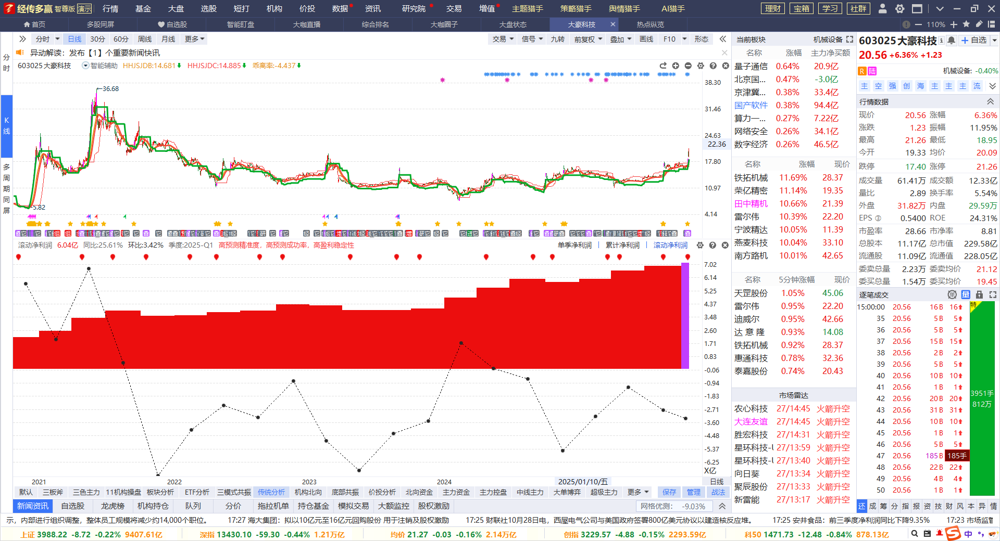 经传多赢 智尊版 演示 行情 基金 大盘 选股 短打 机构 价投 数据 资讯 研究院 交易 增值 主题猎手 策略猎手 舆情猎手 AI猎手 理财 宝箱 学习 社群
首页 多股同屏 自选股 智能盯盘 大咖直播 综合排名 大咖圈子 大盘状态 大豪科技 热点纵览 110%
分时 日线 30分 60分 周线 月线 更多 交易 信号 九转 前复权 叠加 画线 F10 形态
分时
K线
多周期同屏
异动解读：发布【1】个重要新闻快讯
603025 大豪科技 智能辅助 HHJSJDB:14.681 HHJSJDC:14.885 乖离率:-4.437
38.30
36.68
31.46
24.63
22.36
17.80
10.97
5.82
4.14
滚动净利润 6.04亿 同比:25.61% 环比:3.42% 季度:2025-Q1 高预测精准度，高预测成功率，高盈利稳定性 单季净利润 累计净利润 滚动净利润
7.02
6.14
5.25
4.37
3.48
2.60
1.71
0.83
-0.06
-0.94
-1.83
-2.71
-3.60
-4.48
-5.37
-6.25
X亿
2021 2022 2023 2024 2025/01/10/五 日线
默认 三板斧 三色主力 11机构操盘 板块分析 ETF分析 三模式共振 传统分析 机构北向 底部共振 价投分析 北向资金 主力资金 主力控盘 中线主力 大单博弈 超级主力 更多 保存 管理 战法
新闻资讯 自选股 龙虎榜 机构持仓 队列 分价 拖拉机单 持仓基金 模拟交易 大额监控 股权激励 网格优测： -9.03%
当前板块 机械设备
名称 涨幅 主力净买额
量子通信 0.64% 20.9亿
北京国... 0.47% -3.0亿
京津冀... 0.38% 33.4亿
国产软件 0.38% 94.4亿
算力一... 0.27% 7.22亿
网络安全 0.26% 34.1亿
数字经济 0.26% 46.5亿
名称 涨幅 现价
铁拓机械 11.69% 28.37
荣亿精密 11.14% 19.35
田中精机 10.66% 21.39
雷尔伟 10.39% 22.20
宁波精达 10.05% 11.39
燕麦科技 10.04% 33.10
南方路机 10.01% 42.65
名称 5分钟涨幅 现价
天罡股份 1.05% 45.06
雷尔伟 0.95% 22.20
迪威尔 0.95% 42.66
达 意 隆 0.93% 14.08
铁拓机械 0.92% 28.37
惠通科技 0.78% 32.36
泰嘉股份 0.74% 20.43
市场雷达
农心科技 27/14:45 火箭升空
大连友谊 27/14:45 火箭升空
胜宏科技 27/14:31 火箭升空
星环科技-U 27/13:59 火箭升空
星环科技-U 27/13:40 火箭升空
向日葵 27/13:34 火箭升空
聚辰股份 27/13:33 火箭升空
新雷能 27/13:17 火箭升空
603025 大豪科技 自选
20.56 +6.36% +1.23
R 陆 机械设备: -0.40%
主 空 强 创 海 主 主 主 流
行情数据
现价 20.56 涨幅 6.36%
涨跌 1.23 振幅 11.95%
最高 21.26 最低 18.95
今开 19.33 均价 20.09
跌停 17.40 涨停 21.26
成交量 61.41万 成交额 12.33亿
量比 2.89 换手率 5.54%
外盘 31.82万 内盘 29.59万
EPS③ 0.5400 ROE 24.31%
市盈率 28.66 市净率 8.81
总股本 11.17亿 总市值 229.58亿
流通股 11.09亿 流通值 228.05亿
委卖总量 2.23万 委卖均价 21.12
委买总量 1.54万 委买均价 19.45
逐笔成交
15:00:00 20.56 16B 16
35 20.56 5B 5
36 20.56 5B 5
37 20.56 15B 15
38 20.56 2B 2
39 20.56 5B 5
40 20.56 10B 10
41 20.56 1B 1
42 20.56 20B 20
43 20.56 31B 31
44 20.56 10B 10
45 20.56 1B 1
46 20.56 5B 5
47 20.56 185B 185手
48 20.56 22B 22
49 20.56 4B 4
50 20.56 1B 1
特
3951手
812万
还 成 筹 分 指 报 资 技 财 风 本 异 情
示，内部进行组织调整，整体员工规模将减少约14,000个职位。 17:27 海大集团：拟以10亿元至16亿元回购股份 用于注销及股权激励 17:25 财联社10月28日电，西屋电气公司与美国政府签署800亿美元协议以建造核反应堆。 17:25 安井食品：前三季度净利润同比下降9.35% 17:23 市场监管
上证 3988.22 -8.72 -0.22% 9407.61亿 深指 13430.10 -59.30 -0.44% 1.21万亿 均价 21.27 -0.03 -0.16% 2.14万亿 创指 3229.57 -4.88 -0.15% 2293.59亿 科50 1471.73 -12.48 -0.84% 878.13亿 中